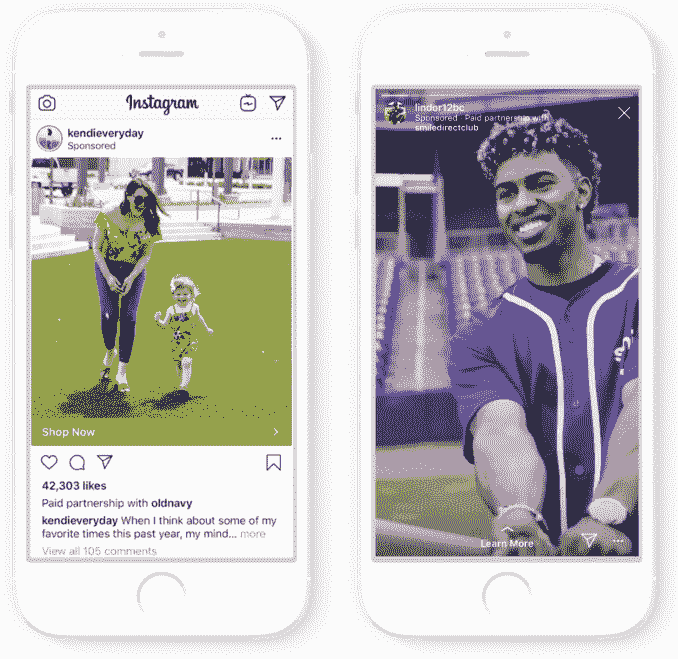 Instagram
kendieveryday
Sponsored
Shop Now
42,303 likes
Paid partnership with oldnavy
kendieveryday When I think about some of my
favorite times this past year, my mind... more
View all 105 comments
lindor12bc
Sponsored · Paid partnership with
smiledirectclub
Learn More